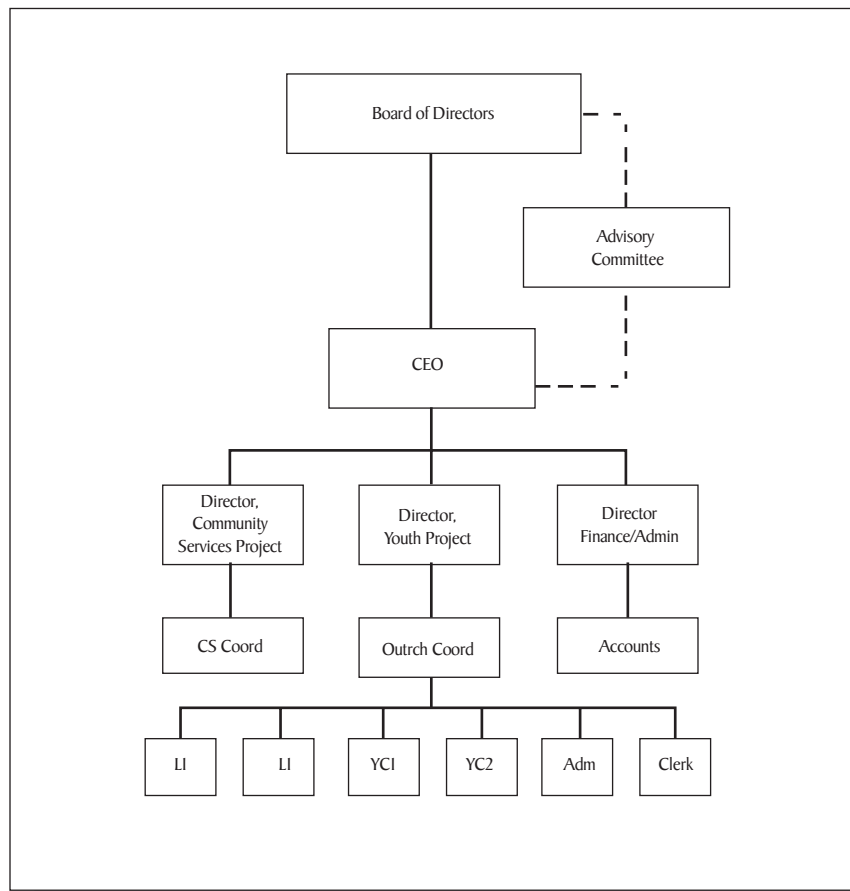 Board of Directors
Advisory
Committee
CEO
Director,
Community
Services Project
Director,
Youth Project
Director
Finance/Admin
CS Coord
Outrch Coord
Accounts
LI
LI
YC1
YC2
Adm
Clerk